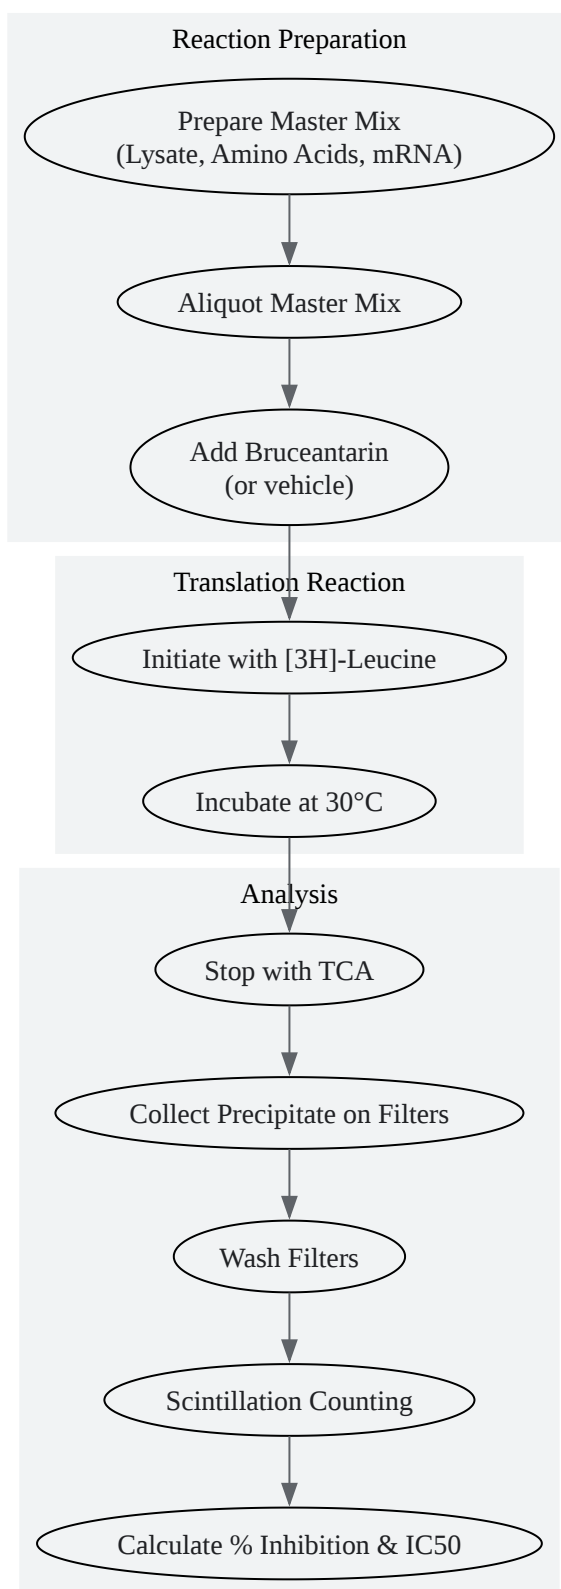 Reaction Preparation
Prepare Master Mix
(Lysate, Amino Acids, mRNA)
Aliquot Master Mix
Add Bruceantarin
(or vehicle)
Translation Reaction
Initiate with [3H]-Leucine
Incubate at 30°C
Analysis
Stop with TCA
Collect Precipitate on Filters
Wash Filters
Scintillation Counting
Calculate % Inhibition & IC50